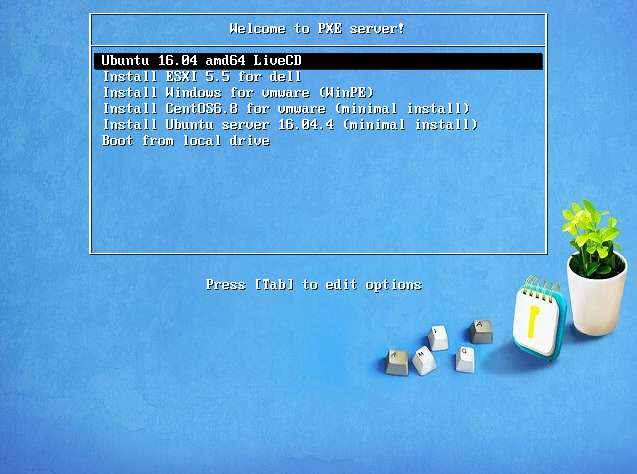 Welcome to PXE server!
Ubuntu 16.04 amd64 LiveCD
Install ESXI 5.5 for dell
Install Windows for vmware (WinPE)
Install CentOS6.8 for vmware (minimal install)
Install Ubuntu server 16.04.4 (minimal install)
Boot from local drive
Press [Tab] to edit options
1
I
A
M